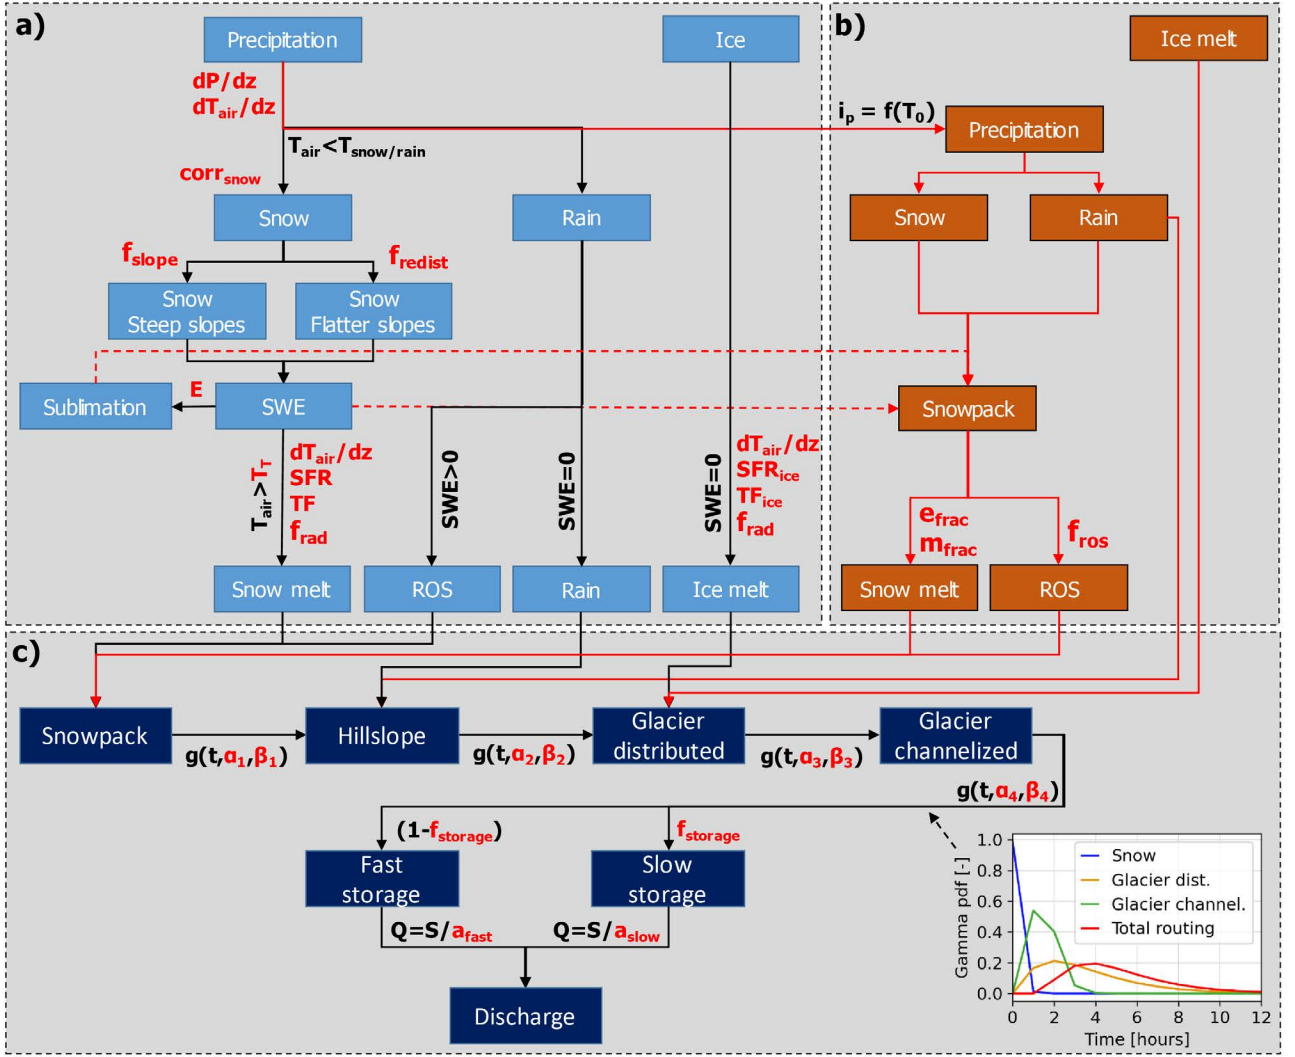 a)
Precipitation
Ice
dP/dz
dT_air/dz
T_air<T_snow/rain
corr_snow
Snow
Rain
f_slope
f_redist
Snow
Steep slopes
Snow
Flatter slopes
Sublimation
E
SWE
T_air>T_T
dT_air/dz
SFR
TF
f_rad
SWE>0
SWE=0
SWE=0
dT_air/dz
SFR_ice
TF_ice
f_rad
Snow melt
ROS
Rain
Ice melt
b)
Ice melt
i_p = f(T_0)
Precipitation
Snow
Rain
Snowpack
e_frac
m_frac
f_ros
Snow melt
ROS
c)
Snowpack
g(t,α_1,β_1)
Hillslope
g(t,α_2,β_2)
Glacier
distributed
g(t,α_3,β_3)
Glacier
channelized
g(t,α_4,β_4)
(1-f_storage)
f_storage
Fast
storage
Slow
storage
Q=S/a_fast
Q=S/a_slow
Discharge
Gamma pdf [-]
1.0
0.8
0.6
0.4
0.2
0.0
Snow
Glacier dist.
Glacier channel.
Total routing
0 2 4 6 8 10 12
Time [hours]